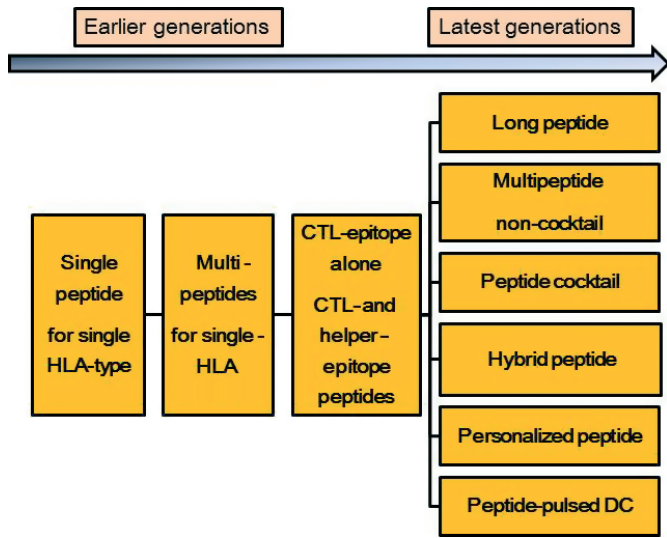 Earlier generations
Latest generations
Single
peptide
for single
HLA-type
Multi-
peptides
for single-
HLA
CTL-epitope
alone
CTL-and
helper-
epitope
peptides
Long peptide
Multipeptide
non-cocktail
Peptide cocktail
Hybrid peptide
Personalized peptide
Peptide-pulsed DC